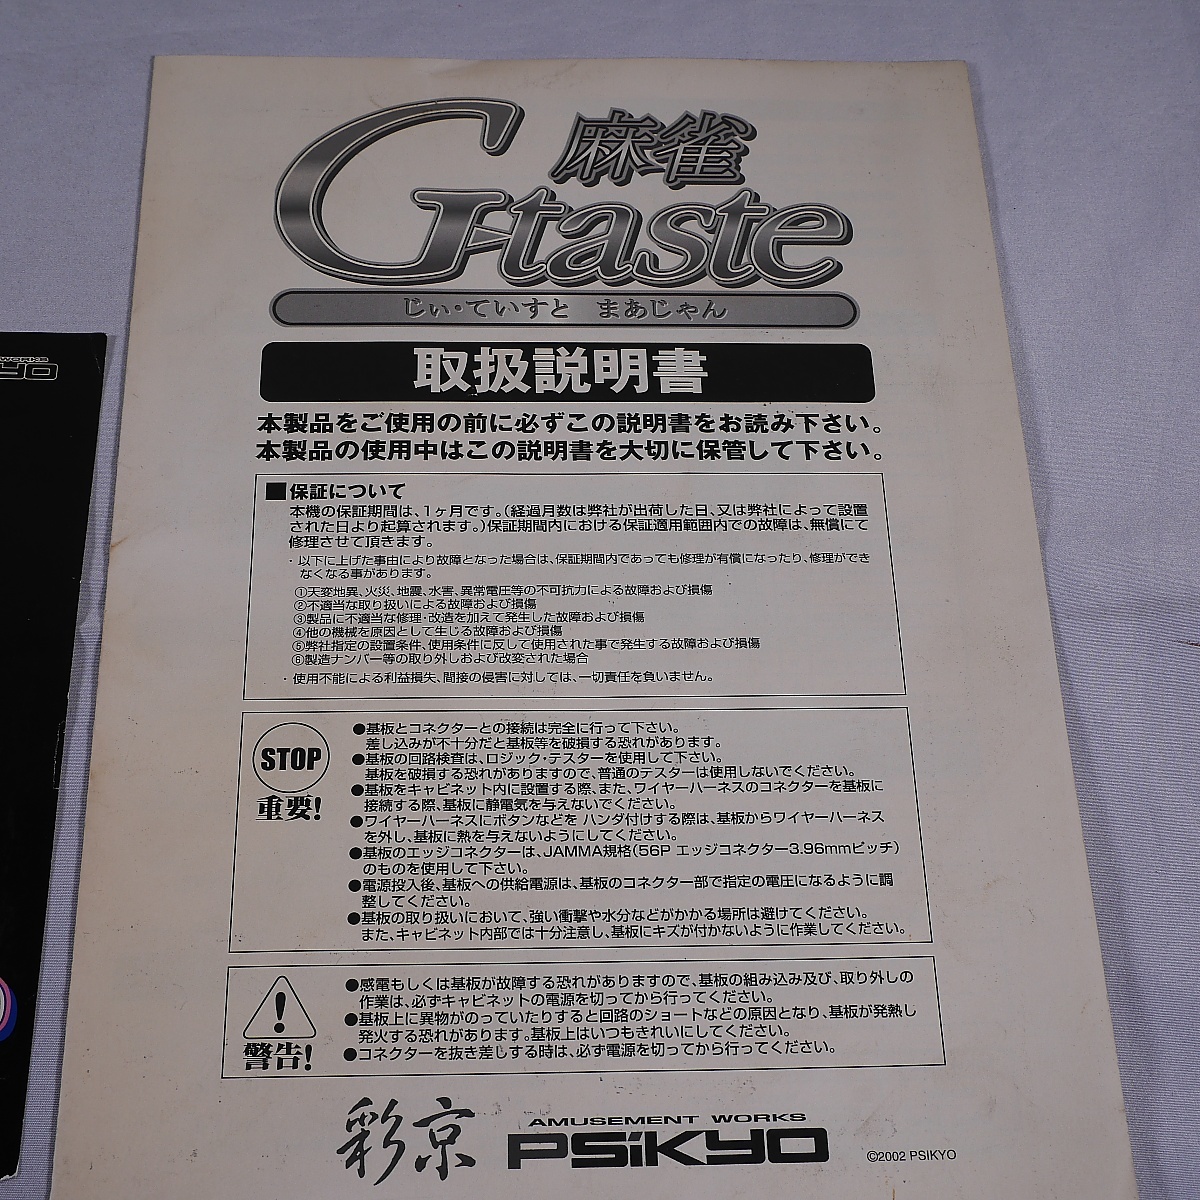 麻雀
G-taste
じぃ・ていすと まあじゃん
取扱説明書
本製品をご使用の前に必ずこの説明書をお読み下さい。
本製品の使用中はこの説明書を大切に保管して下さい。
■保証について
本機の保証期間は、1ヶ月です。(経過月数は弊社が出荷した日、又は弊社によって設置
された日より起算されます。)保証期間内における保証適用範囲内での故障は、無償にて
修理させて頂きます。
・以下に上げた事由により故障となった場合は、保証期間内であっても修理が有償になったり、修理ができ
なくなる事があります。
①天変地異、火災、地震、水害、異常電圧等の不可抗力による故障および損傷
②不適当な取り扱いによる故障および損傷
③製品に不適当な修理・改造を加えて発生した故障および損傷
④他の機械を原因として生じる故障および損傷
⑤弊社指定の設置条件、使用条件に反して使用された事で発生する故障および損傷
⑥製造ナンバー等の取り外しおよび改変された場合
・使用不能による利益損失、間接の侵害に対しては、一切責任を負いません。
STOP
重要!
●基板とコネクターとの接続は完全に行って下さい。
差し込みが不十分だと基板等を破損する恐れがあります。
●基板の回路検査は、ロジック・テスターを使用して下さい。
基板を破損する恐れがありますので、普通のテスターは使用しないでください。
●基板をキャビネット内に設置する際、また、ワイヤーハーネスのコネクターを基板に
接続する際、基板に静電気を与えないでください。
●ワイヤーハーネスにボタンなどを ハンダ付けする際は、基板からワイヤーハーネス
を外し、基板に熱を与えないようにしてください。
●基板のエッジコネクターは、JAMMA規格(56P エッジコネクター3.96mmピッチ)
のものを使用して下さい。
●電源投入後、基板への供給電源は、基板のコネクター部で指定の電圧になるように調
整してください。
●基板の取り扱いにおいて、強い衝撃や水分などがかかる場所は避けてください。
また、キャビネット内部では十分注意し、基板にキズが付かないように作業してください。
警告!
●感電もしくは基板が故障する恐れがありますので、基板の組み込み及び、取り外しの
作業は、必ずキャビネットの電源を切ってから行ってください。
●基板上に異物がのっていたりすると回路のショートなどの原因となり、基板が発熱し
発火する恐れがあります。基板上はいつもきれいにしてください。
●コネクターを抜き差しする時は、必ず電源を切ってから行ってください。
彩京
AMUSEMENT WORKS
PSiKYO
©2002 PSIKYO
WORKS
YO